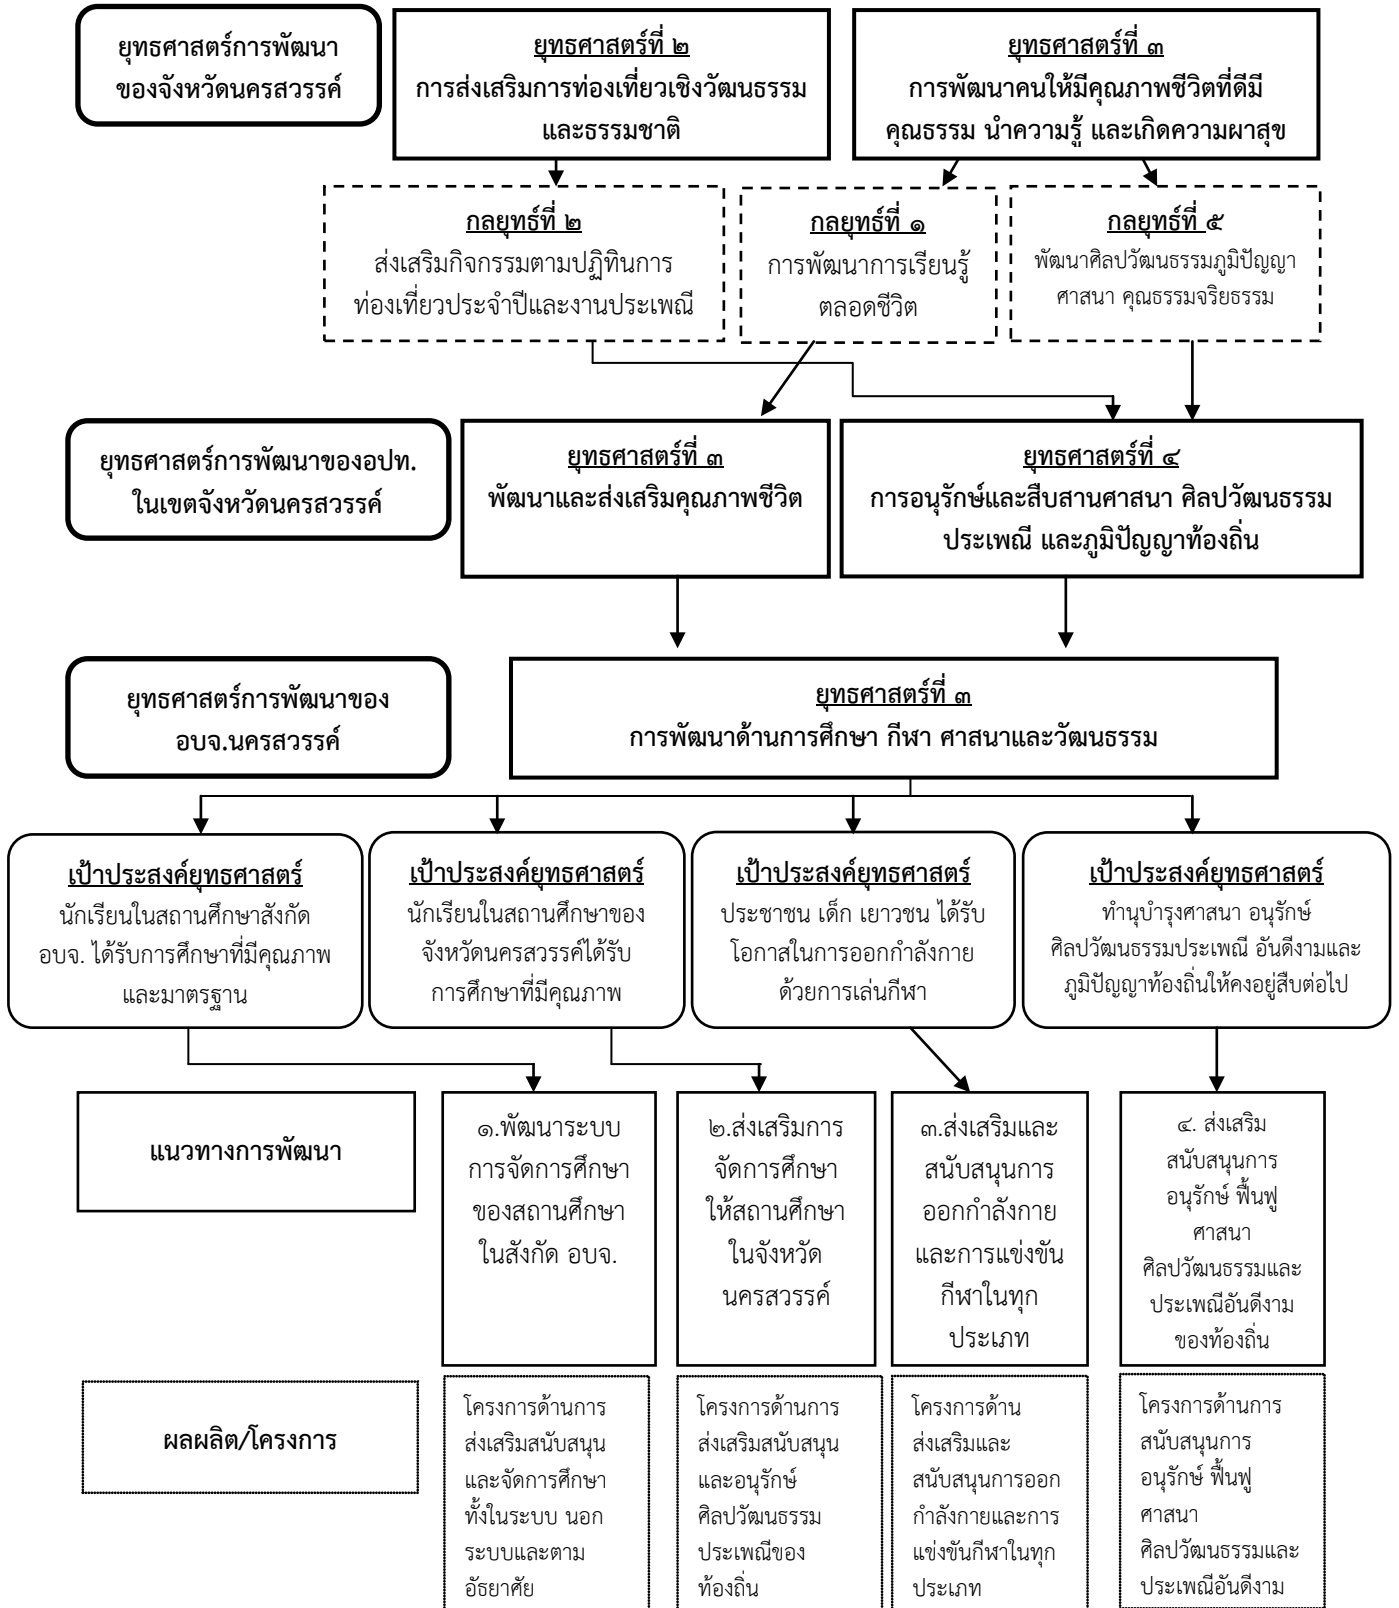 ยุทธศาสตร์การพัฒนา
ของจังหวัดนครสวรรค์
ยุทธศาสตร์ที่ ๒
การส่งเสริมการท่องเที่ยวเชิงวัฒนธรรม
และธรรมชาติ
ยุทธศาสตร์ที่ ๓
การพัฒนาคนให้มีคุณภาพชีวิตที่ดีมี
คุณธรรม นำความรู้ และเกิดความผาสุข
กลยุทธ์ที่ ๒
ส่งเสริมกิจกรรมตามปฏิทินการ
ท่องเที่ยวประจำปีและงานประเพณี
กลยุทธ์ที่ ๑
การพัฒนาการเรียนรู้
ตลอดชีวิต
กลยุทธ์ที่ ๕
พัฒนาศิลปวัฒนธรรมภูมิปัญญา
ศาสนา คุณธรรมจริยธรรม
ยุทธศาสตร์การพัฒนาของอปท.
ในเขตจังหวัดนครสวรรค์
ยุทธศาสตร์ที่ ๓
พัฒนาและส่งเสริมคุณภาพชีวิต
ยุทธศาสตร์ที่ ๔
การอนุรักษ์และสืบสานศาสนา ศิลปวัฒนธรรม
ประเพณี และภูมิปัญญาท้องถิ่น
ยุทธศาสตร์การพัฒนาของ
อบจ.นครสวรรค์
ยุทธศาสตร์ที่ ๓
การพัฒนาด้านการศึกษา กีฬา ศาสนาและวัฒนธรรม
เป้าประสงค์ยุทธศาสตร์
นักเรียนในสถานศึกษาสังกัด
อบจ. ได้รับการศึกษาที่มีคุณภาพ
และมาตรฐาน
เป้าประสงค์ยุทธศาสตร์
นักเรียนในสถานศึกษาของ
จังหวัดนครสวรรค์ได้รับ
การศึกษาที่มีคุณภาพ
เป้าประสงค์ยุทธศาสตร์
ประชาชน เด็ก เยาวชน ได้รับ
โอกาสในการออกกำลังกาย
ด้วยการเล่นกีฬา
เป้าประสงค์ยุทธศาสตร์
ทำนุบำรุงศาสนา อนุรักษ์
ศิลปวัฒนธรรมประเพณี อันดีงามและ
ภูมิปัญญาท้องถิ่นให้คงอยู่สืบต่อไป
แนวทางการพัฒนา
๑.พัฒนาระบบ
การจัดการศึกษา
ของสถานศึกษา
ในสังกัด อบจ.
๒.ส่งเสริมการ
จัดการศึกษา
ให้สถานศึกษา
ในจังหวัด
นครสวรรค์
๓.ส่งเสริมและ
สนับสนุนการ
ออกกำลังกาย
และการแข่งขัน
กีฬาในทุก
ประเภท
๔. ส่งเสริม
สนับสนุนการ
อนุรักษ์ ฟื้นฟู
ศาสนา
ศิลปวัฒนธรรมและ
ประเพณีอันดีงาม
ของท้องถิ่น
ผลผลิต/โครงการ
โครงการด้านการ
ส่งเสริมสนับสนุน
และจัดการศึกษา
ทั้งในระบบ นอก
ระบบและตาม
อัธยาศัย
โครงการด้านการ
ส่งเสริมสนับสนุน
และอนุรักษ์
ศิลปวัฒนธรรม
ประเพณีของ
ท้องถิ่น
โครงการด้าน
ส่งเสริมและ
สนับสนุนการออก
กำลังกายและการ
แข่งขันกีฬาในทุก
ประเภท
โครงการด้านการ
สนับสนุนการ
อนุรักษ์ ฟื้นฟู
ศาสนา
ศิลปวัฒนธรรมและ
ประเพณีอันดีงาม